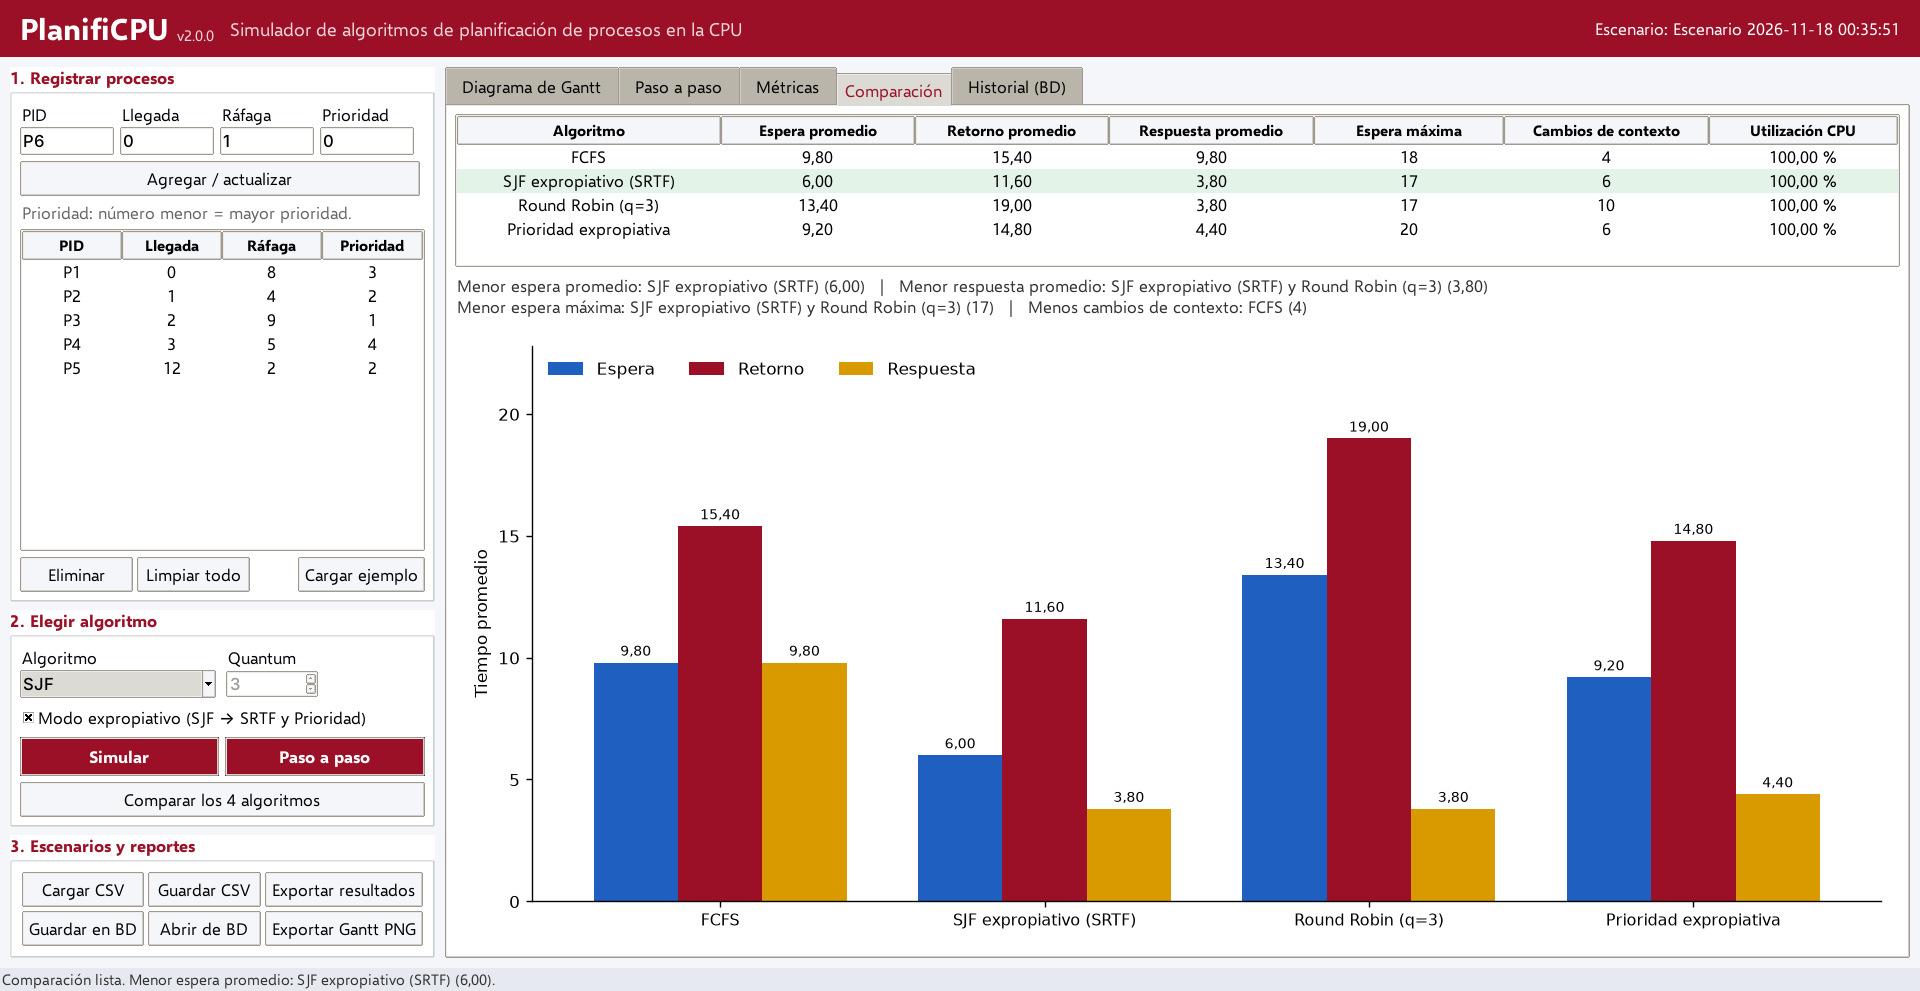 PlanifiCPU v2.0.0 Simulador de algoritmos de planificación de procesos en la CPU Escenario: Escenario 2026-11-18 00:35:51
1. Registrar procesos
PID Llegada Ráfaga Prioridad
P6 0 1 0
Agregar / actualizar
Prioridad: número menor = mayor prioridad.
PID Llegada Ráfaga Prioridad
P1 0 8 3
P2 1 4 2
P3 2 9 1
P4 3 5 4
P5 12 2 2
Eliminar Limpiar todo Cargar ejemplo
2. Elegir algoritmo
Algoritmo Quantum
SJF 3
Modo expropiativo (SJF → SRTF y Prioridad)
Simular Paso a paso
Comparar los 4 algoritmos
3. Escenarios y reportes
Cargar CSV Guardar CSV Exportar resultados
Guardar en BD Abrir de BD Exportar Gantt PNG
Diagrama de Gantt Paso a paso Métricas Comparación Historial (BD)
Algoritmo Espera promedio Retorno promedio Respuesta promedio Espera máxima Cambios de contexto Utilización CPU
FCFS 9,80 15,40 9,80 18 4 100,00 %
SJF expropiativo (SRTF) 6,00 11,60 3,80 17 6 100,00 %
Round Robin (q=3) 13,40 19,00 3,80 17 10 100,00 %
Prioridad expropiativa 9,20 14,80 4,40 20 6 100,00 %
Menor espera promedio: SJF expropiativo (SRTF) (6,00) | Menor respuesta promedio: SJF expropiativo (SRTF) y Round Robin (q=3) (3,80)
Menor espera máxima: SJF expropiativo (SRTF) y Round Robin (q=3) (17) | Menos cambios de contexto: FCFS (4)
Espera Retorno Respuesta
Tiempo promedio
20
15
10
5
0
9,80 15,40 9,80
6,00 11,60 3,80
13,40 19,00 3,80
9,20 14,80 4,40
FCFS SJF expropiativo (SRTF) Round Robin (q=3) Prioridad expropiativa
Comparación lista. Menor espera promedio: SJF expropiativo (SRTF) (6,00).